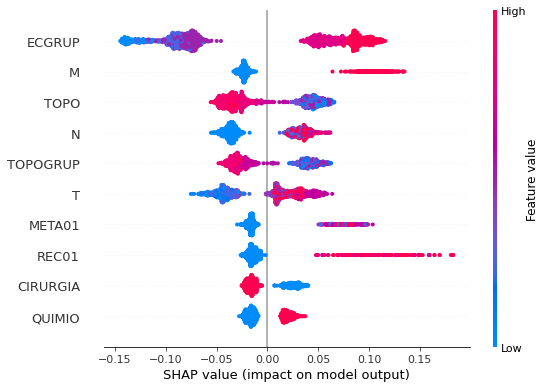 High
ECGRUP
M
TOPO
N
TOPOGRUP
T
META01
REC01
CIRURGIA
QUIMIO
Feature value
Low
−0.15 −0.10 −0.05 0.00 0.05 0.10 0.15
SHAP value (impact on model output)